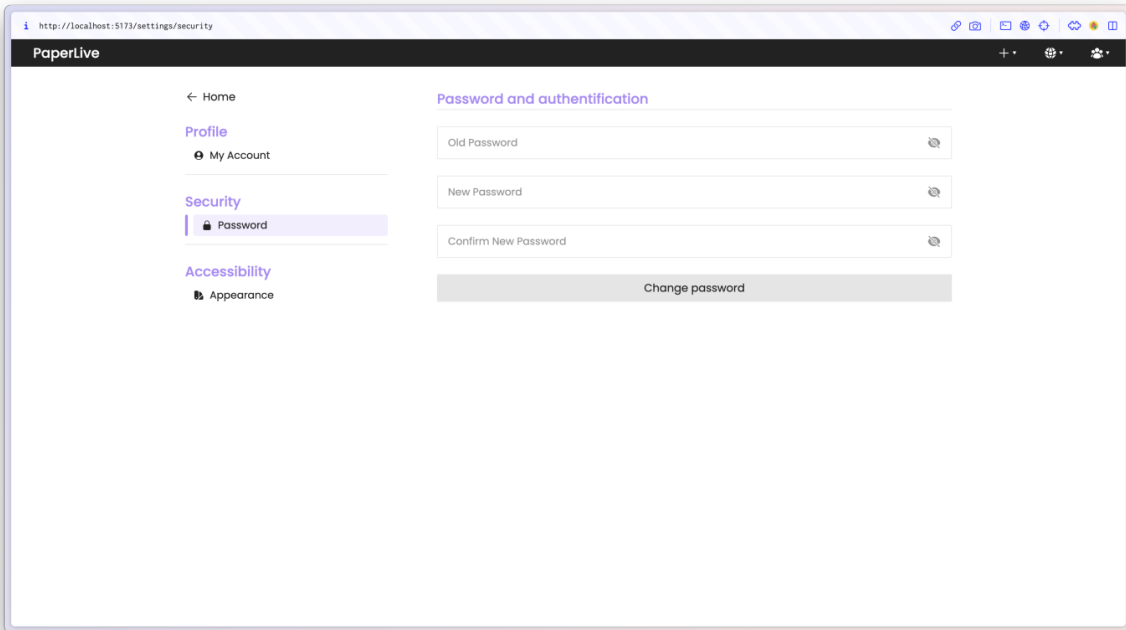 http://localhost:5173/settings/security
PaperLive
Home
Profile
My Account
Security
Password
Accessibility
Appearance
Password and authentification
Old Password
New Password
Confirm New Password
Change password